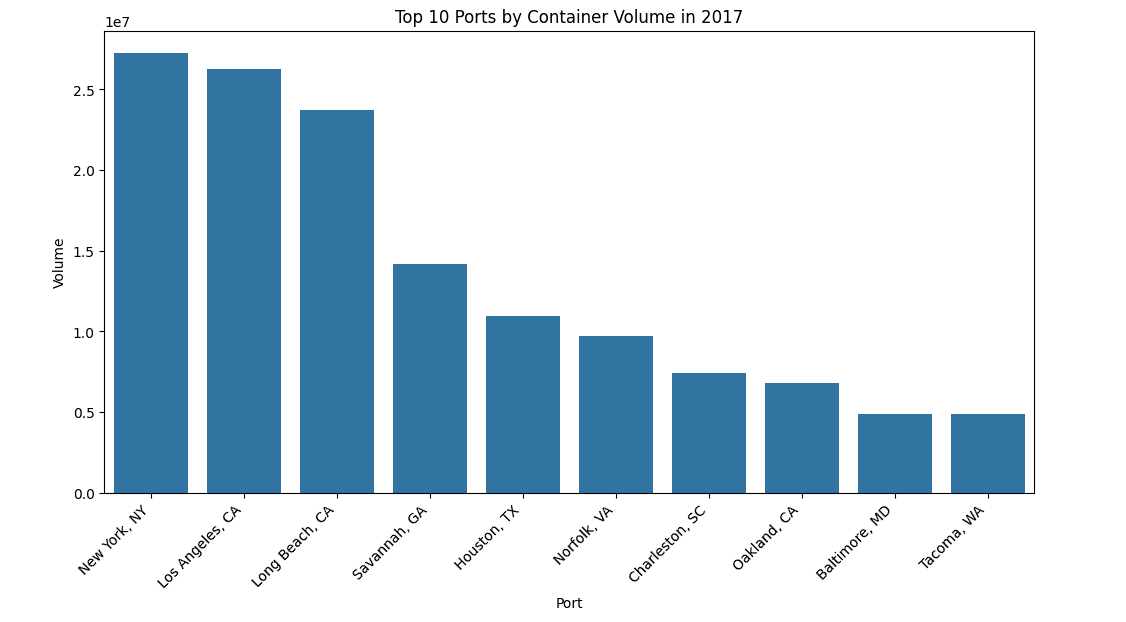 Top 10 Ports by Container Volume in 2017
1e7
2.5
2.0
1.5
1.0
0.5
0.0
Volume
New York, NY
Los Angeles, CA
Long Beach, CA
Savannah, GA
Houston, TX
Norfolk, VA
Charleston, SC
Oakland, CA
Baltimore, MD
Tacoma, WA
Port